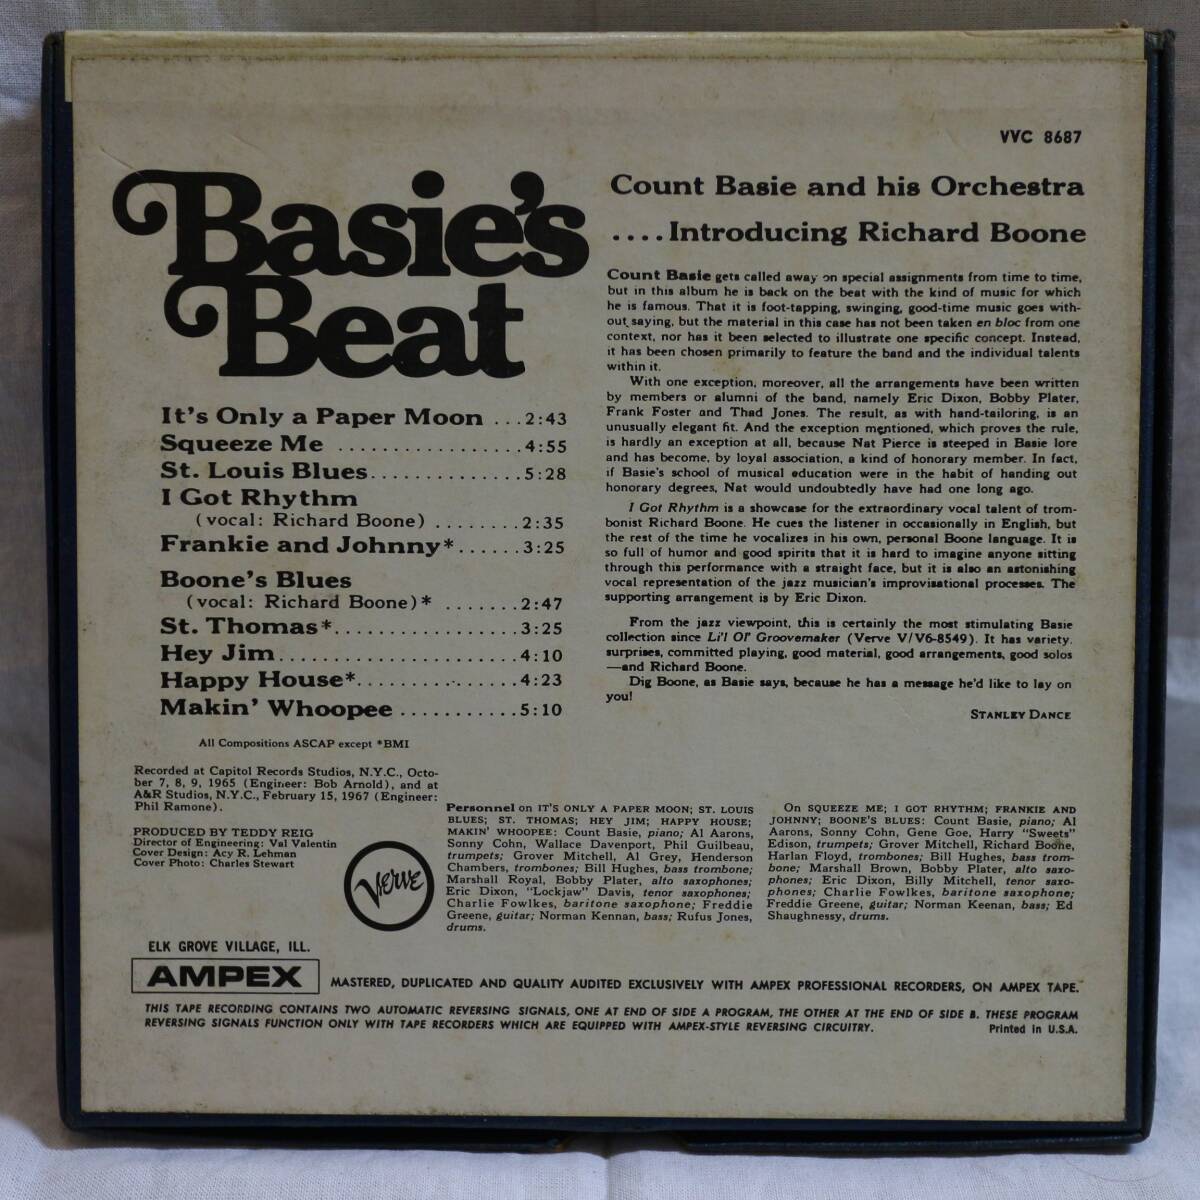 VVC 8687
Basie's
Beat
It's Only a Paper Moon ...2:43
Squeeze Me ................4:55
St. Louis Blues..............5:28
I Got Rhythm
(vocal: Richard Boone) ........2:35
Frankie and Johnny*......3:25
Boone's Blues
(vocal: Richard Boone)* .......2:47
St. Thomas*.................3:25
Hey Jim......................4:10
Happy House*..............4:23
Makin' Whoopee ...........5:10
All Compositions ASCAP except *BMI
Count Basie and his Orchestra
....Introducing Richard Boone
Count Basie gets called away on special assignments from time to time,
but in this album he is back on the beat with the kind of music for which
he is famous. That it is foot-tapping, swinging, good-time music goes with-
out saying, but the material in this case has not been taken en bloc from one
context, nor has it been selected to illustrate one specific concept. Instead,
it has been chosen primarily to feature the band and the individual talents
within it.
With one exception, moreover, all the arrangements have been written
by members or alumni of the band, namely Eric Dixon, Bobby Plater,
Frank Foster and Thad Jones. The result, as with hand-tailoring, is an
unusually elegant fit. And the exception mentioned, which proves the rule,
is hardly an exception at all, because Nat Pierce is steeped in Basie lore
and has become, by loyal association, a kind of honorary member. In fact,
if Basie's school of musical education were in the habit of handing out
honorary degrees, Nat would undoubtedly have had one long ago.
I Got Rhythm is a showcase for the extraordinary vocal talent of trom-
bonist Richard Boone. He cues the listener in occasionally in English, but
the rest of the time he vocalizes in his own, personal Boone language. It is
so full of humor and good spirits that it is hard to imagine anyone sitting
through this performance with a straight face, but it is also an astonishing
vocal representation of the jazz musician's improvisational processes. The
supporting arrangement is by Eric Dixon.
From the jazz viewpoint, this is certainly the most stimulating Basie
collection since Li'l Ol' Groovemaker (Verve V/V6-8549). It has variety,
surprises, committed playing, good material, good arrangements, good solos
—and Richard Boone.
Dig Boone, as Basie says, because he has a message he'd like to lay on
you!
STANLEY DANCE
Recorded at Capitol Records Studios, N.Y.C., Octo-
ber 7, 8, 9, 1965 (Engineer: Bob Arnold), and at
A&R Studios, N.Y.C., February 15, 1967 (Engineer:
Phil Ramone).
PRODUCED BY TEDDY REIG
Director of Engineering: Val Valentin
Cover Design: Acy R. Lehman
Cover Photo: Charles Stewart
Verve
Personnel on IT'S ONLY A PAPER MOON; ST. LOUIS
BLUES; ST. THOMAS; HEY JIM; HAPPY HOUSE;
MAKIN' WHOOPEE: Count Basie, piano; Al Aarons,
Sonny Cohn, Wallace Davenport, Phil Guilbeau,
trumpets; Grover Mitchell, Al Grey, Henderson
Chambers, trombones; Bill Hughes, bass trombone;
Marshall Royal, Bobby Plater, alto saxophones;
Eric Dixon, "Lockjaw" Davis, tenor saxophones;
Charlie Fowlkes, baritone saxophone; Freddie
Greene, guitar; Norman Kennan, bass; Rufus Jones,
drums.
On SQUEEZE ME; I GOT RHYTHM; FRANKIE AND
JOHNNY; BOONE'S BLUES: Count Basie, piano; Al
Aarons, Sonny Cohn, Gene Goe, Harry "Sweets"
Edison, trumpets; Grover Mitchell, Richard Boone,
Harlan Floyd, trombones; Bill Hughes, bass trom-
bone; Marshall Brown, Bobby Plater, alto saxo-
phones; Eric Dixon, Billy Mitchell, tenor saxo-
phones; Charlie Fowlkes, baritone saxophone;
Freddie Greene, guitar; Norman Keenan, bass; Ed
Shaughnessy, drums.
ELK GROVE VILLAGE, ILL.
AMPEX MASTERED, DUPLICATED AND QUALITY AUDITED EXCLUSIVELY WITH AMPEX PROFESSIONAL RECORDERS, ON AMPEX TAPE.
THIS TAPE RECORDING CONTAINS TWO AUTOMATIC REVERSING SIGNALS, ONE AT END OF SIDE A PROGRAM, THE OTHER AT THE END OF SIDE B. THESE PROGRAM
REVERSING SIGNALS FUNCTION ONLY WITH TAPE RECORDERS WHICH ARE EQUIPPED WITH AMPEX-STYLE REVERSING CIRCUITRY.
Printed in U.S.A.